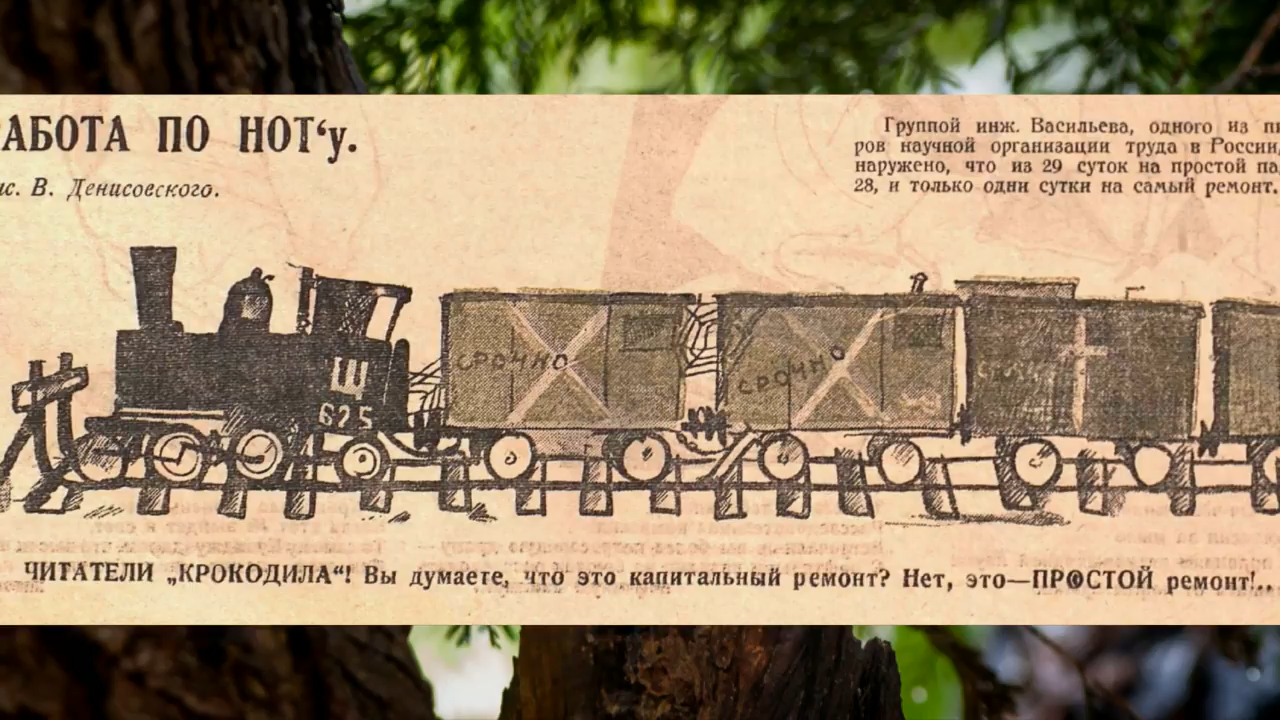 АБОТА ПО НОТ‘у.
ис. В. Денисовского.
Группой инж. Васильева, одного из пи
ров научной организации труда в России,
наружено, что из 29 суток на простой па
28, и только одни сутки на самый ремонт.
Щ
625
СРОЧНО
СРОЧНО
ЧИТАТЕЛИ „КРОКОДИЛА“! Вы думаете, что это капитальный ремонт? Нет, это—ПРОСТОЙ ремонт!..